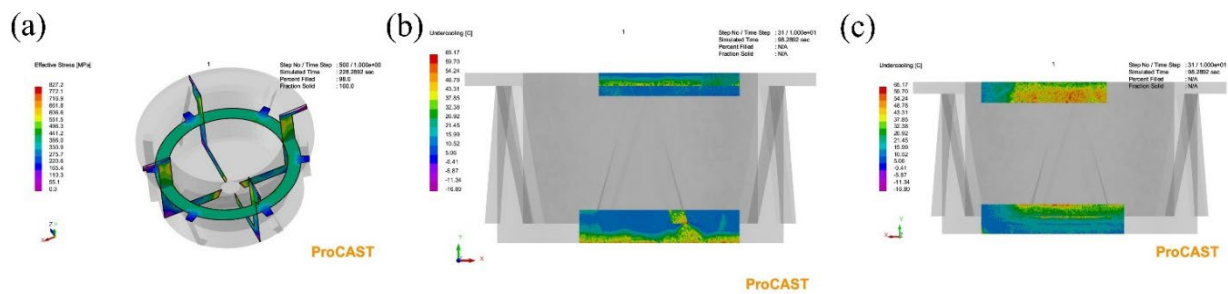 (a)
Effective Stress [MPa]
1
Step No / Time Step : 500 / 1.000e+00
Simulated Time : 228.2892 sec
Percent Filled : 98.0
Fraction Solid : 100.0
827.2
772.1
716.9
661.8
606.6
551.5
496.3
441.2
386.0
330.9
275.7
220.6
165.4
110.3
55.1
0.0
Z Y
X
ProCAST
(b)
Undercooling [C]
1
Step No / Time Step : 31 / 1.000e+01
Simulated Time : 98.2892 sec
Percent Filled : N/A
Fraction Solid : N/A
65.17
59.70
54.24
48.78
43.31
37.85
32.38
26.92
21.45
15.99
10.52
5.06
-0.41
-5.87
-11.34
-16.80
Y
X
ProCAST
(c)
Undercooling [C]
1
Step No / Time Step : 31 / 1.000e+01
Simulated Time : 98.2892 sec
Percent Filled : N/A
Fraction Solid : N/A
65.17
59.70
54.24
48.78
43.31
37.85
32.38
26.92
21.45
15.99
10.52
5.06
-0.41
-5.87
-11.34
-16.80
Y
X Z
ProCAST